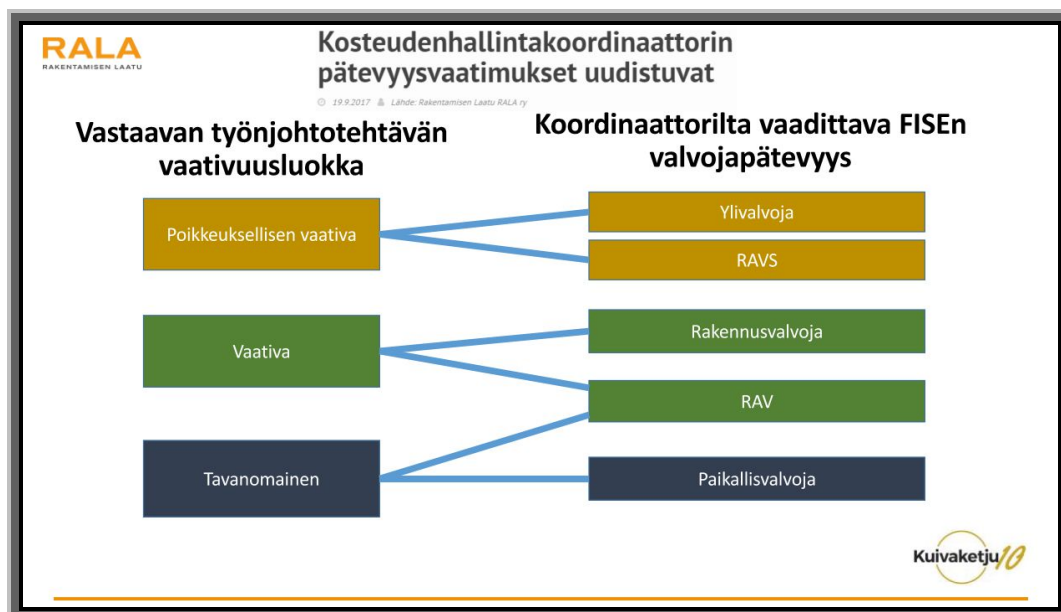 RALA
RAKENTAMISEN LAATU
Kosteudenhallintakoordinaattorin
pätevyysvaatimukset uudistuvat
19.9.2017 Lähde: Rakentamisen Laatu RALA ry
Vastaavan työnjohtotehtävän
vaativuusluokka
Koordinaattorilta vaadittava FISEn
valvojapätevyys
Poikkeuksellisen vaativa
Ylivalvoja
RAVS
Vaativa
Rakennusvalvoja
RAV
Tavanomainen
Paikallisvalvoja
Kuivaketju10